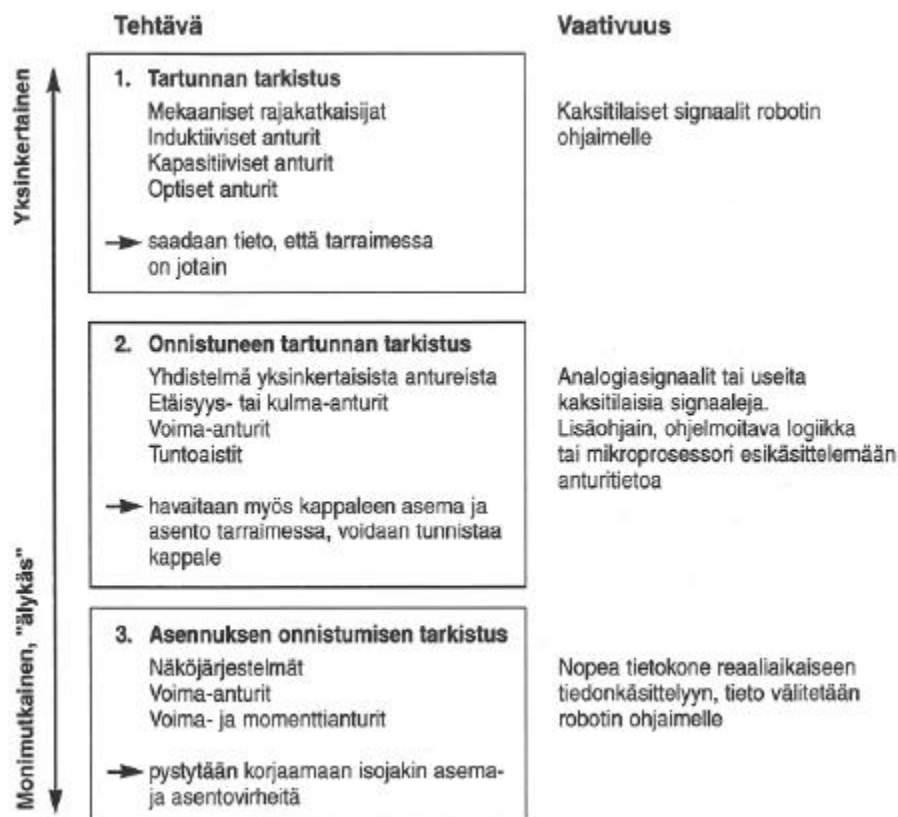 Tehtävä
Vaativuus
Yksinkertainen
1. Tartunnan tarkistus
Mekaaniset rajakatkaisijat
Induktiiviset anturit
Kapasitiiviset anturit
Optiset anturit
saadaan tieto, että tarraimessa
on jotain
Kaksitilaiset signaalit robotin
ohjaimelle
2. Onnistuneen tartunnan tarkistus
Yhdistelmä yksinkertaisista antureista
Etäisyys- tai kulma-anturit
Voima-anturit
Tuntoaistit
havaitaan myös kappaleen asema ja
asento tarraimessa, voidaan tunnistaa
kappale
Analogiasignaalit tai useita
kaksitilaisia signaaleja.
Lisäohjain, ohjelmoitava logiikka
tai mikroprosessori esikäsittelemään
anturitietoa
Monimutkainen, "älykäs"
3. Asennuksen onnistumisen tarkistus
Näköjärjestelmät
Voima-anturit
Voima- ja momenttianturit
pystytään korjaamaan isojakin asema-
ja asentovirheitä
Nopea tietokone reaaliaikaiseen
tiedonkäsittelyyn, tieto välitetään
robotin ohjaimelle